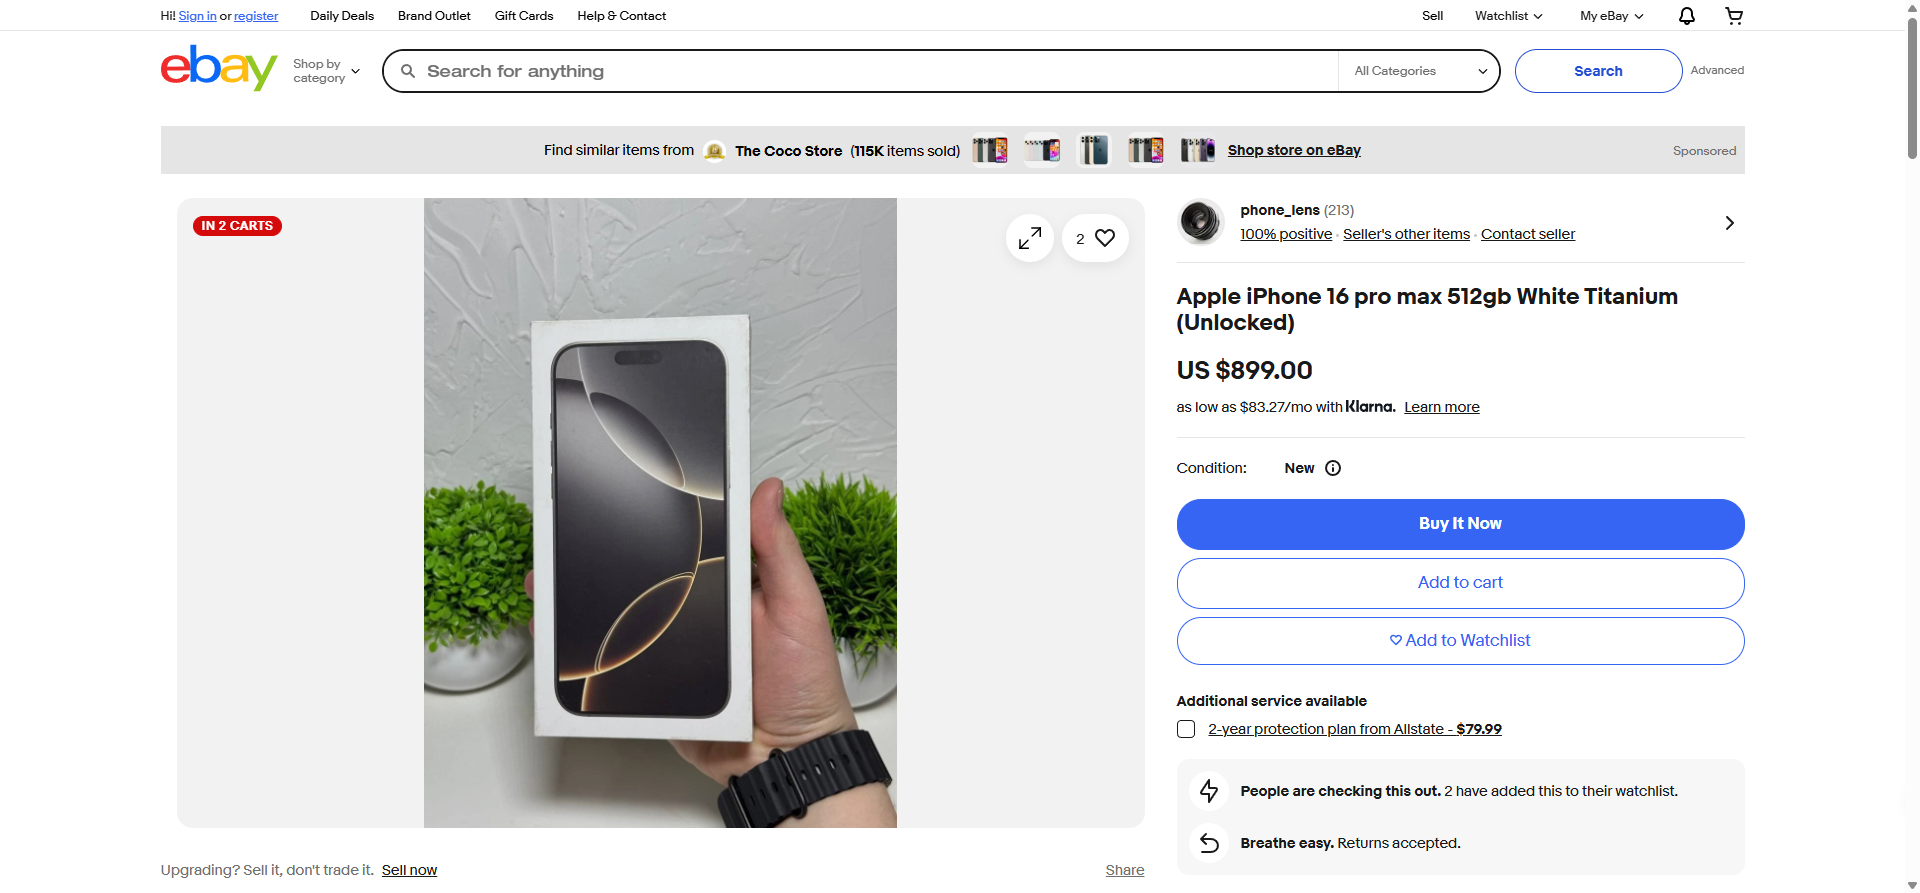 Hi! Sign in or register
Daily Deals
Brand Outlet
Gift Cards
Help & Contact
Sell
Watchlist
My eBay
ebay
Shop by
category
Search for anything
All Categories
Search
Advanced
Find similar items from
The Coco Store (115K items sold)
Shop store on eBay
Sponsored
IN 2 CARTS
2
phone_lens (213)
100% positive · Seller's other items · Contact seller
Apple iPhone 16 pro max 512gb White Titanium
(Unlocked)
US $899.00
as low as $83.27/mo with Klarna. Learn more
Condition: New
Buy It Now
Add to cart
Add to Watchlist
Additional service available
2-year protection plan from Allstate - $79.99
People are checking this out. 2 have added this to their watchlist.
Breathe easy. Returns accepted.
Upgrading? Sell it, don't trade it. Sell now
Share